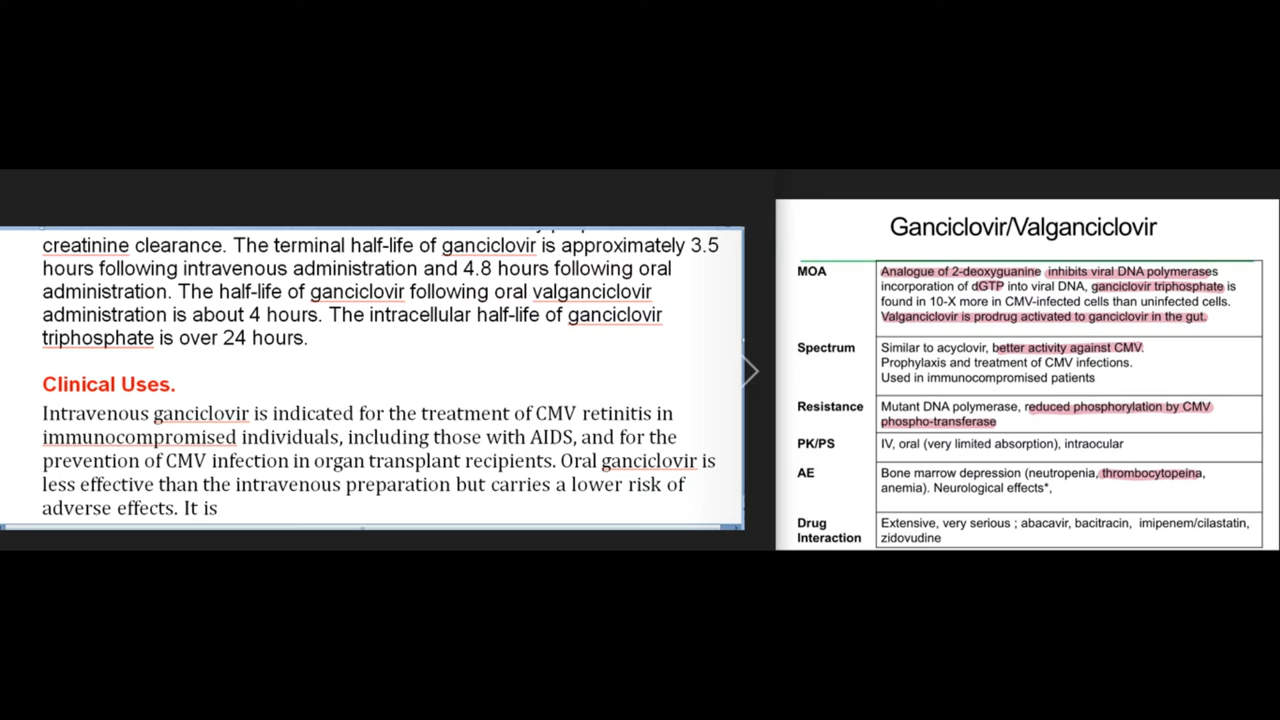 creatinine clearance. The terminal half-life of ganciclovir is approximately 3.5
hours following intravenous administration and 4.8 hours following oral
administration. The half-life of ganciclovir following oral valganciclovir
administration is about 4 hours. The intracellular half-life of ganciclovir
triphosphate is over 24 hours.
Clinical Uses.
Intravenous ganciclovir is indicated for the treatment of CMV retinitis in
immunocompromised individuals, including those with AIDS, and for the
prevention of CMV infection in organ transplant recipients. Oral ganciclovir is
less effective than the intravenous preparation but carries a lower risk of
adverse effects. It is
Ganciclovir/Valganciclovir
MOA
Analogue of 2-deoxyguanine inhibits viral DNA polymerases
incorporation of dGTP into viral DNA, ganciclovir triphosphate is
found in 10-X more in CMV-infected cells than uninfected cells.
Valganciclovir is prodrug activated to ganciclovir in the gut.
Spectrum
Similar to acyclovir, better activity against CMV.
Prophylaxis and treatment of CMV infections.
Used in immunocompromised patients
Resistance
Mutant DNA polymerase, reduced phosphorylation by CMV
phospho-transferase
PK/PS
IV, oral (very limited absorption), intraocular
AE
Bone marrow depression (neutropenia, thrombocytopeina,
anemia). Neurological effects*,
Drug
Interaction
Extensive, very serious ; abacavir, bacitracin, imipenem/cilastatin,
zidovudine